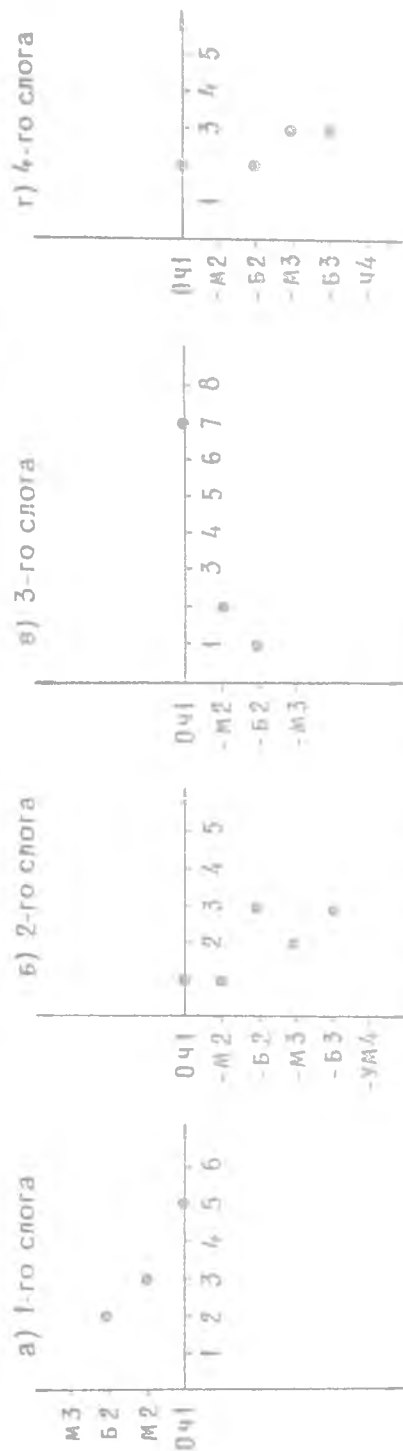 а) 1-го слога
м3
Б2
м2
0ч1
1 2 3 4 5 6
б) 2-го слога
0ч1
-м2
-Б2
-м3
-Б3
-ум4
2 3 4 5
в) 3-го слога
0ч1
-м2
-Б2
-м3
1 3 4 5 6 7 8
г) 4-го слога
0ч1
-м2
-Б2
-м3
-Б3
-ч4
1 3 4 5